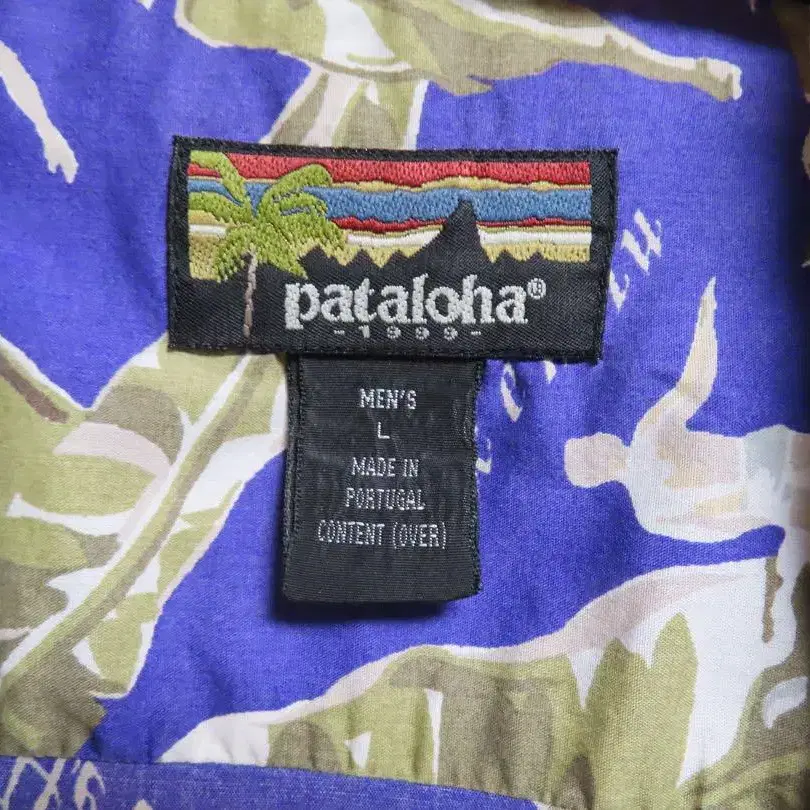 pataloha®
-1999-
MEN'S
L
MADE IN
PORTUGAL
CONTENT (OVER)